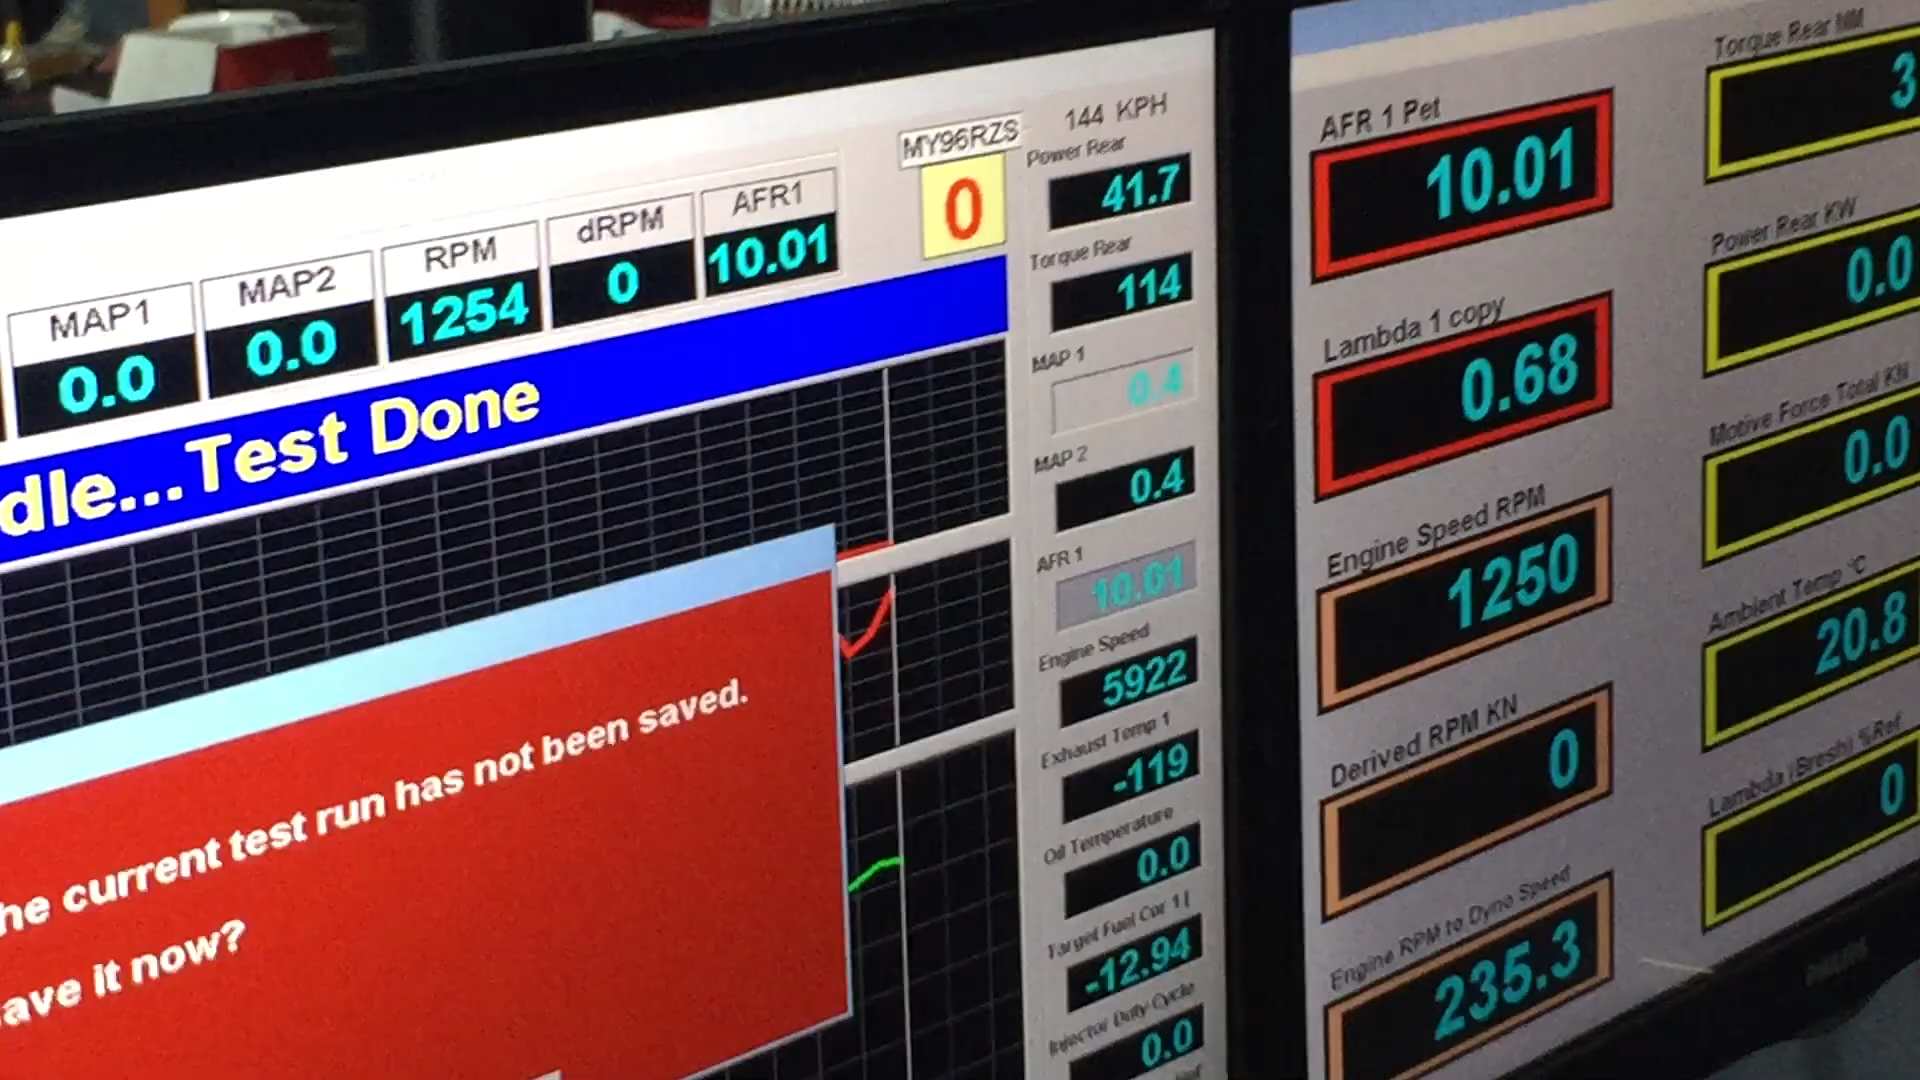 MAP1
0.0
MAP2
0.0
RPM
1254
dRPM
0
AFR1
10.01
MY96RZS
0
dle...Test Done
he current test run has not been saved.
ave it now?
144 KPH
Power Rear
41.7
Torque Rear
114
MAP 1
0.4
MAP 2
0.4
AFR 1
10.01
Engine Speed
5922
Exhaust Temp 1
-119
Oil Temperature
0.0
Target Fuel Cor 1 [
-12.94
Injector Duty Cycle
0.0
AFR 1 Pet
10.01
Lambda 1 copy
0.68
Engine Speed RPM
1250
Derived RPM KN
0
Engine RPM to Dyno Speed
235.3
Torque Rear NM
3
Power Rear KW
0.0
Motive Force Total KN
0.0
Ambient Temp °C
20.8
Lambda (Bresh) %Ref
0